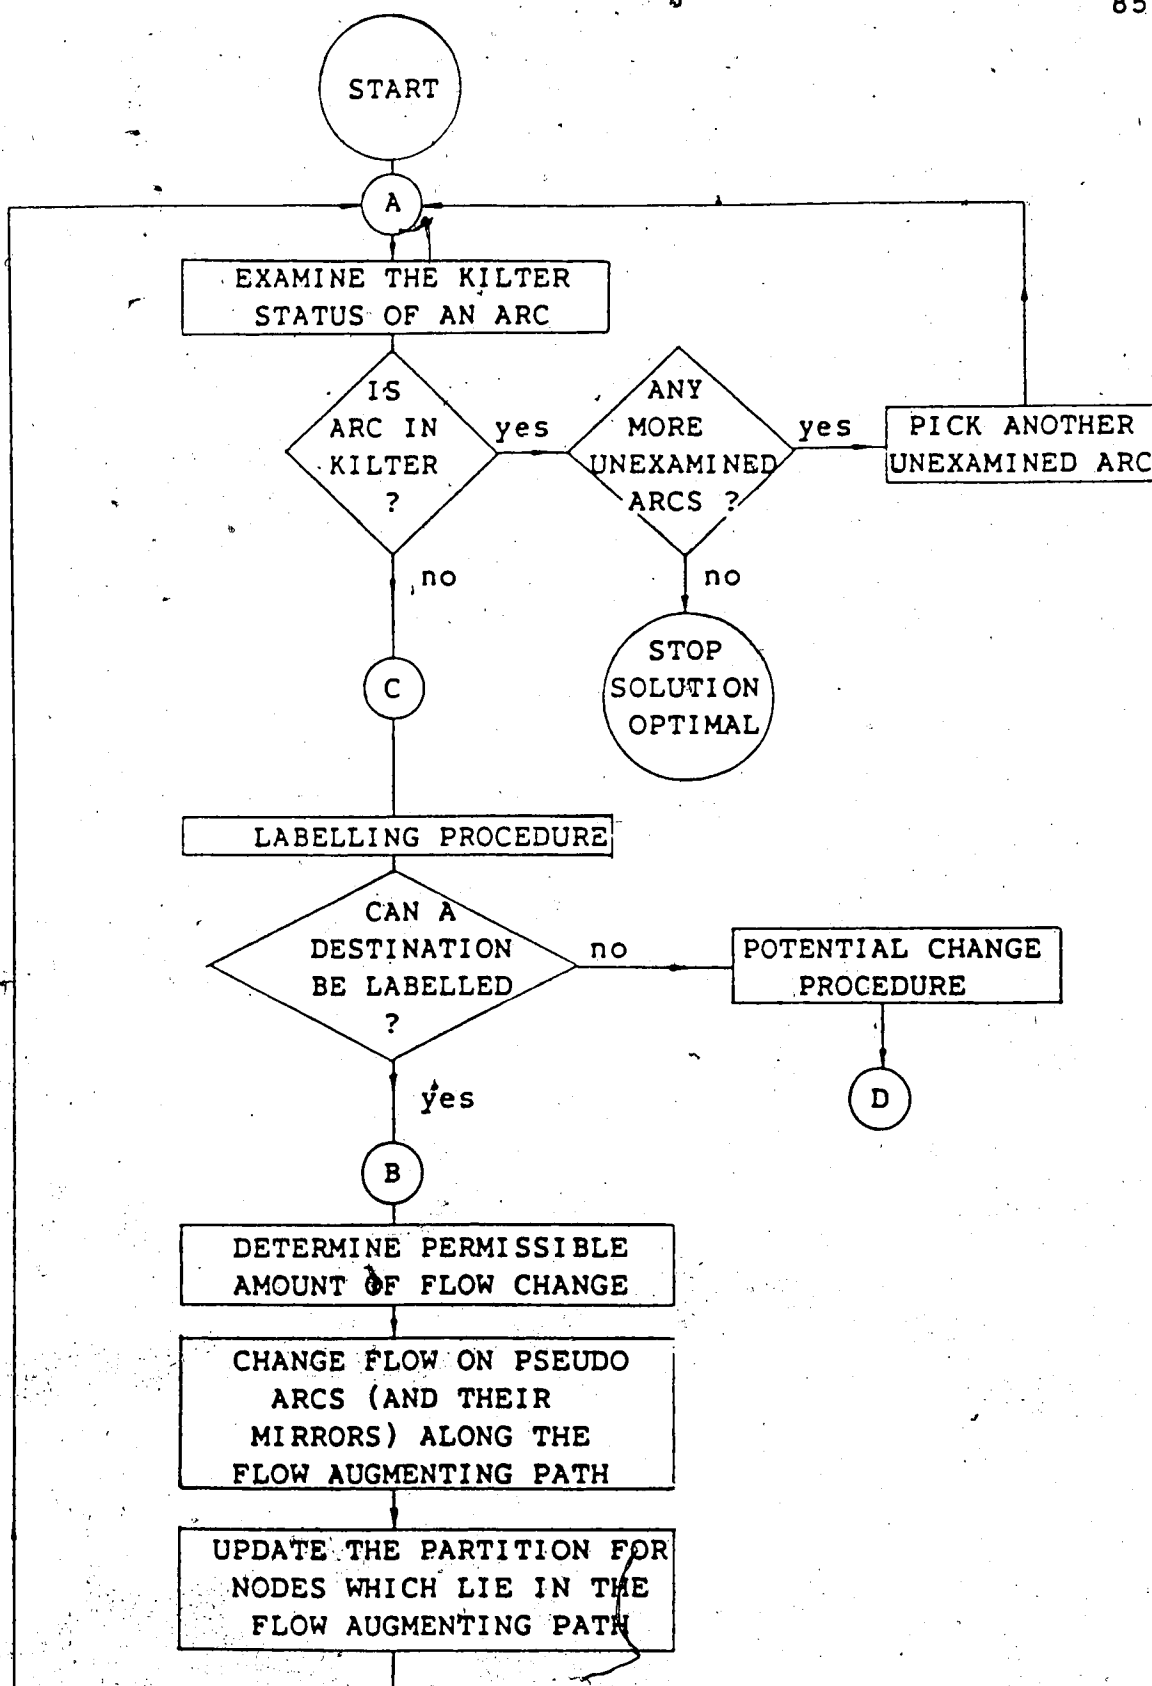 85
START
A
EXAMINE THE KILTER
STATUS OF AN ARC
IS
ARC IN
KILTER
?
yes
ANY
MORE
UNEXAMINED
ARCS ?
yes
PICK ANOTHER
UNEXAMINED ARC
no
no
STOP
SOLUTION
OPTIMAL
C
LABELLING PROCEDURE
CAN A
DESTINATION
BE LABELLED
?
no
POTENTIAL CHANGE
PROCEDURE
D
yes
B
DETERMINE PERMISSIBLE
AMOUNT OF FLOW CHANGE
CHANGE FLOW ON PSEUDO
ARCS (AND THEIR
MIRRORS) ALONG THE
FLOW AUGMENTING PATH
UPDATE THE PARTITION FOR
NODES WHICH LIE IN THE
FLOW AUGMENTING PATH